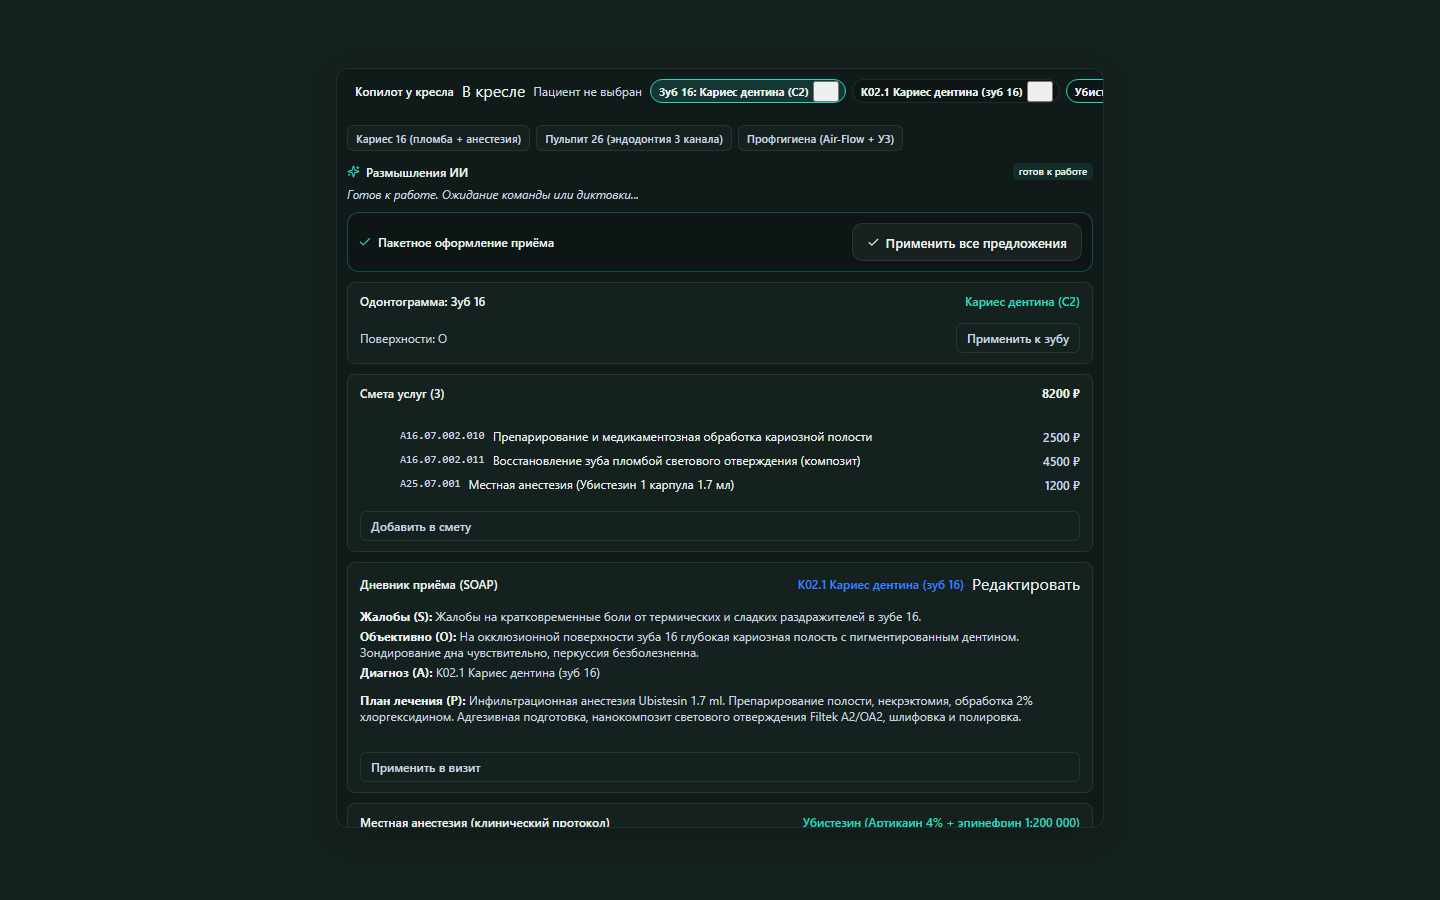 Копилот у кресла В кресле Пациент не выбран Зуб 16: Кариес дентина (C2) K02.1 Кариес дентина (зуб 16) Убист
Кариес 16 (пломба + анестезия) Пульпит 26 (эндодонтия 3 канала) Профгигиена (Air-Flow + УЗ)
Размышления ИИ готов к работе
Готов к работе. Ожидание команды или диктовки...
Пакетное оформление приёма Применить все предложения
Одонтограмма: Зуб 16 Кариес дентина (C2)
Поверхности: O Применить к зубу
Смета услуг (3) 8200 ₽
A16.07.002.010 Препарирование и медикаментозная обработка кариозной полости 2500 ₽
A16.07.002.011 Восстановление зуба пломбой светового отверждения (композит) 4500 ₽
A25.07.001 Местная анестезия (Убистезин 1 карпула 1.7 мл) 1200 ₽
Добавить в смету
Дневник приёма (SOAP) K02.1 Кариес дентина (зуб 16) Редактировать
Жалобы (S): Жалобы на кратковременные боли от термических и сладких раздражителей в зубе 16.
Объективно (O): На окклюзионной поверхности зуба 16 глубокая кариозная полость с пигментированным дентином.
Зондирование дна чувствительно, перкуссия безболезненна.
Диагноз (A): K02.1 Кариес дентина (зуб 16)
План лечения (P): Инфильтрационная анестезия Ubistesin 1.7 ml. Препарирование полости, некрэктомия, обработка 2%
хлоргексидином. Адгезивная подготовка, нанокомпозит светового отверждения Filtek A2/OA2, шлифовка и полировка.
Применить в визит
Местная анестезия (клинический протокол) Убистезин (Артикаин 4% + эпинефрин 1:200 000)